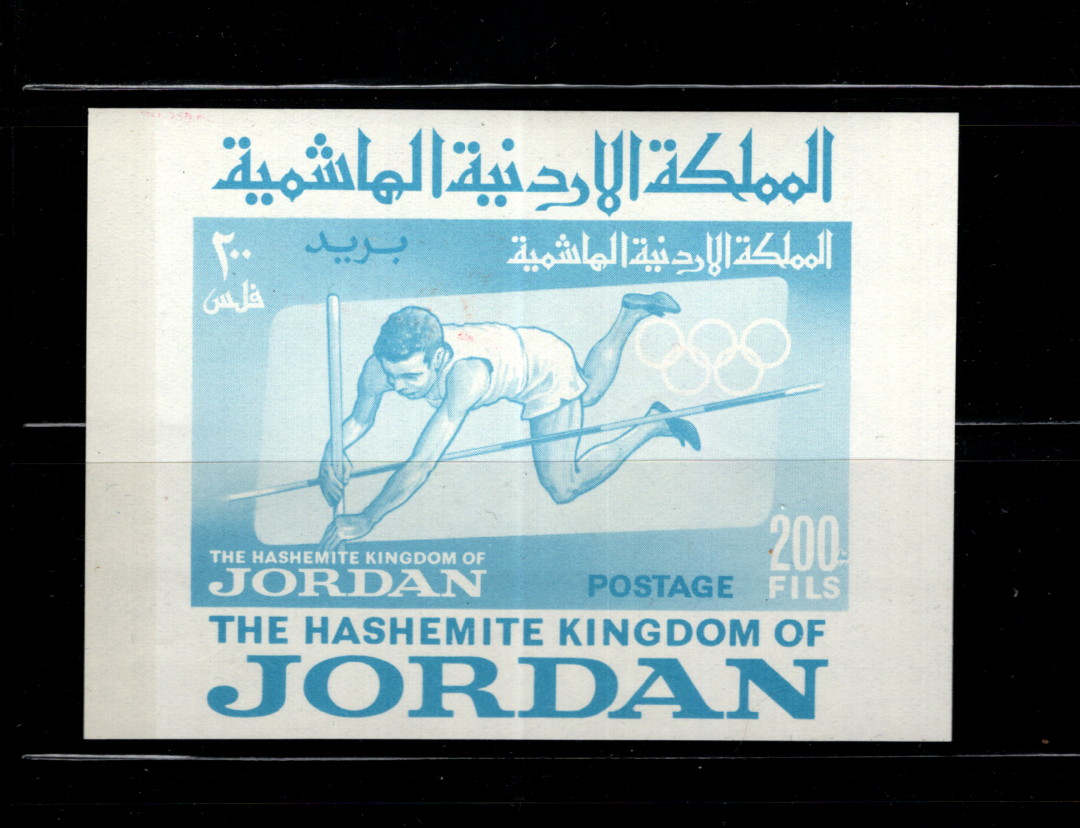 المملكة الاردنية الهاشمية
٢٠٠ بريد المملكة الاردنية الهاشمية
فلس
200
THE HASHEMITE KINGDOM OF
JORDAN POSTAGE FILS
THE HASHEMITE KINGDOM OF
JORDAN